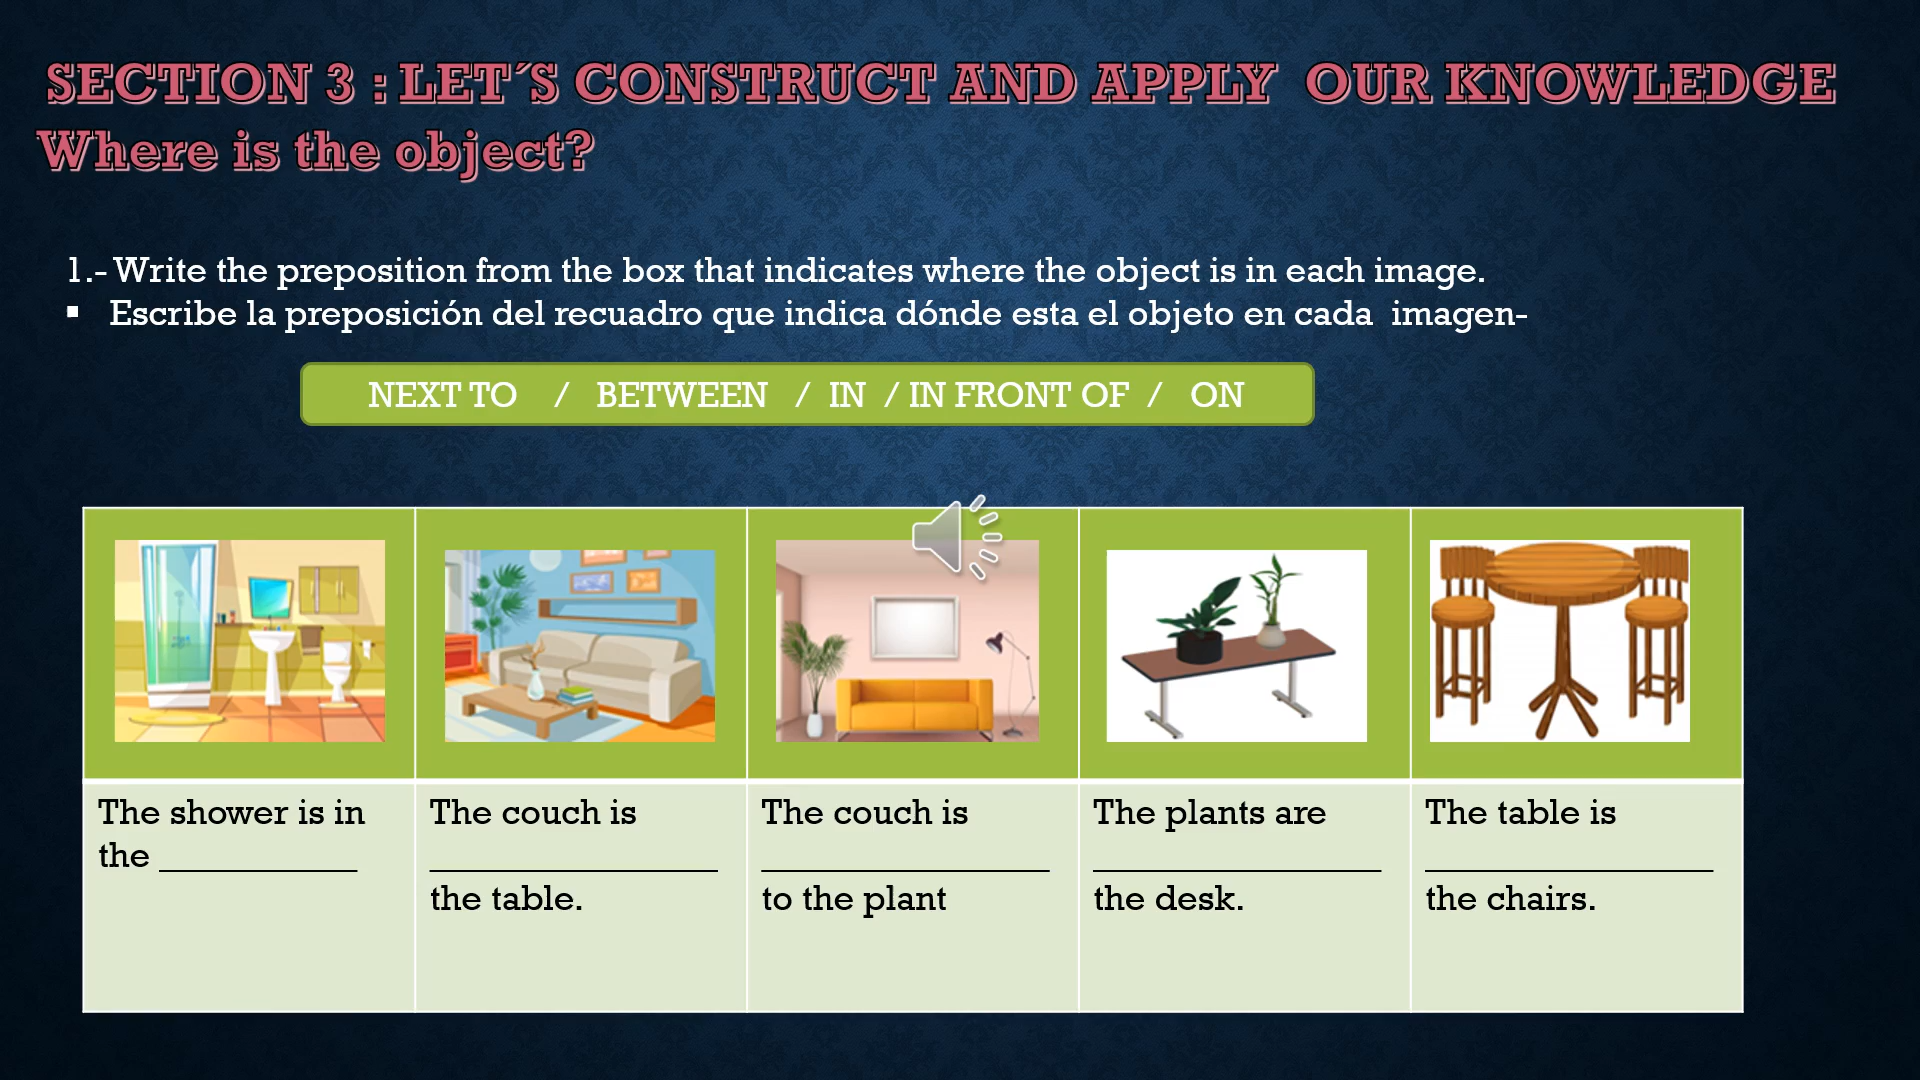 SECTION 3 : LET´S CONSTRUCT AND APPLY  OUR KNOWLEDGE
Where is the object?
1.- Write the preposition from the box that indicates where the object is in each image.
▪ Escribe la preposición del recuadro que indica dónde esta el objeto en cada  imagen-
NEXT TO / BETWEEN / IN / IN FRONT OF / ON
The shower is in
the ___________
The couch is
________________
the table.
The couch is
________________
to the plant
The plants are
________________
the desk.
The table is
________________
the chairs.